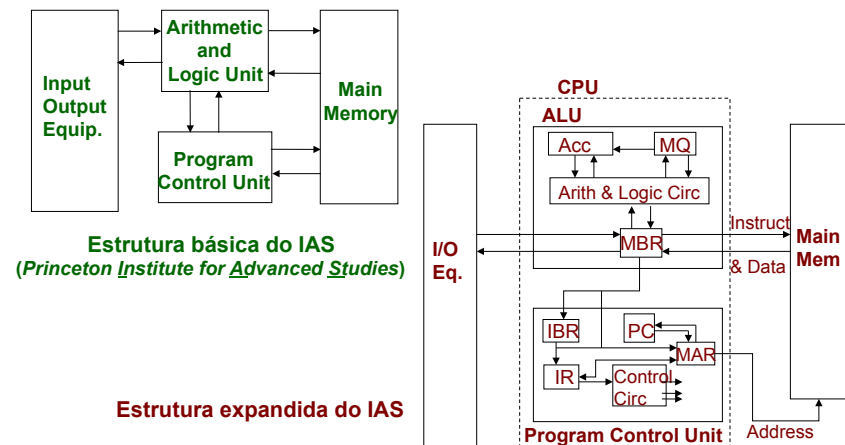 Arithmetic
and
Logic Unit
Input
Output
Equip.
Main
Memory
Program
Control Unit
Estrutura básica do IAS
(Princeton Institute for Advanced Studies)
CPU
ALU
Acc
MQ
Arith & Logic Circ
MBR
I/O
Eq.
Instruct
& Data
Main
Mem
IBR
PC
MAR
IR
Control
Circ
Program Control Unit
Address
Estrutura expandida do IAS